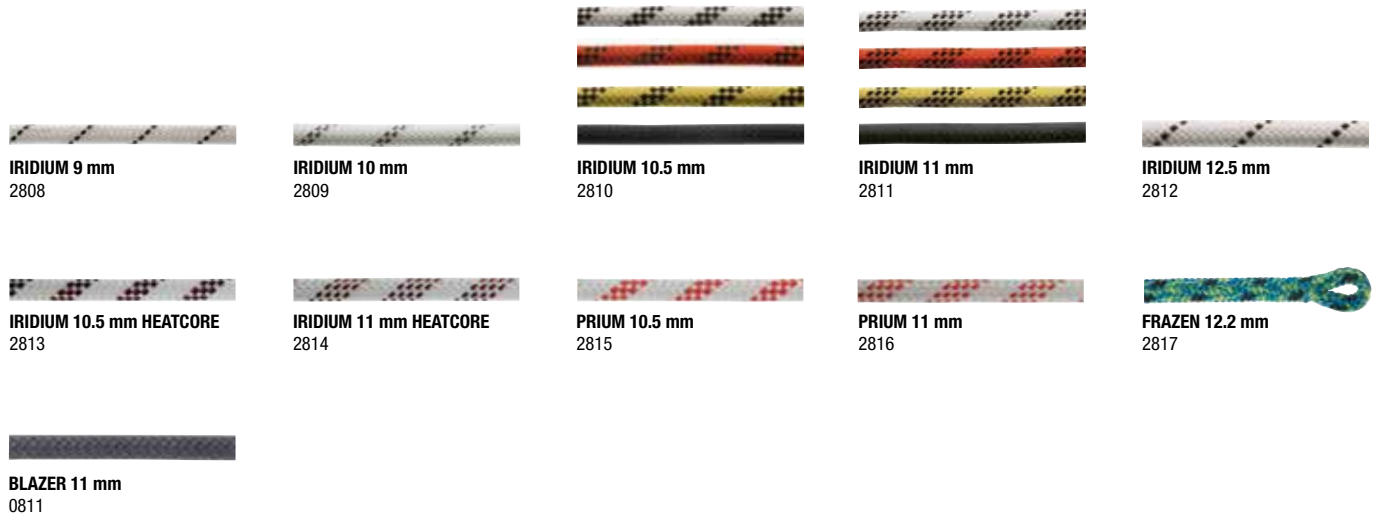 IRIDIUM 9 mm
2808
IRIDIUM 10 mm
2809
IRIDIUM 10.5 mm
2810
IRIDIUM 11 mm
2811
IRIDIUM 12.5 mm
2812
IRIDIUM 10.5 mm HEATCORE
2813
IRIDIUM 11 mm HEATCORE
2814
PRIUM 10.5 mm
2815
PRIUM 11 mm
2816
FRAZEN 12.2 mm
2817
BLAZER 11 mm
0811